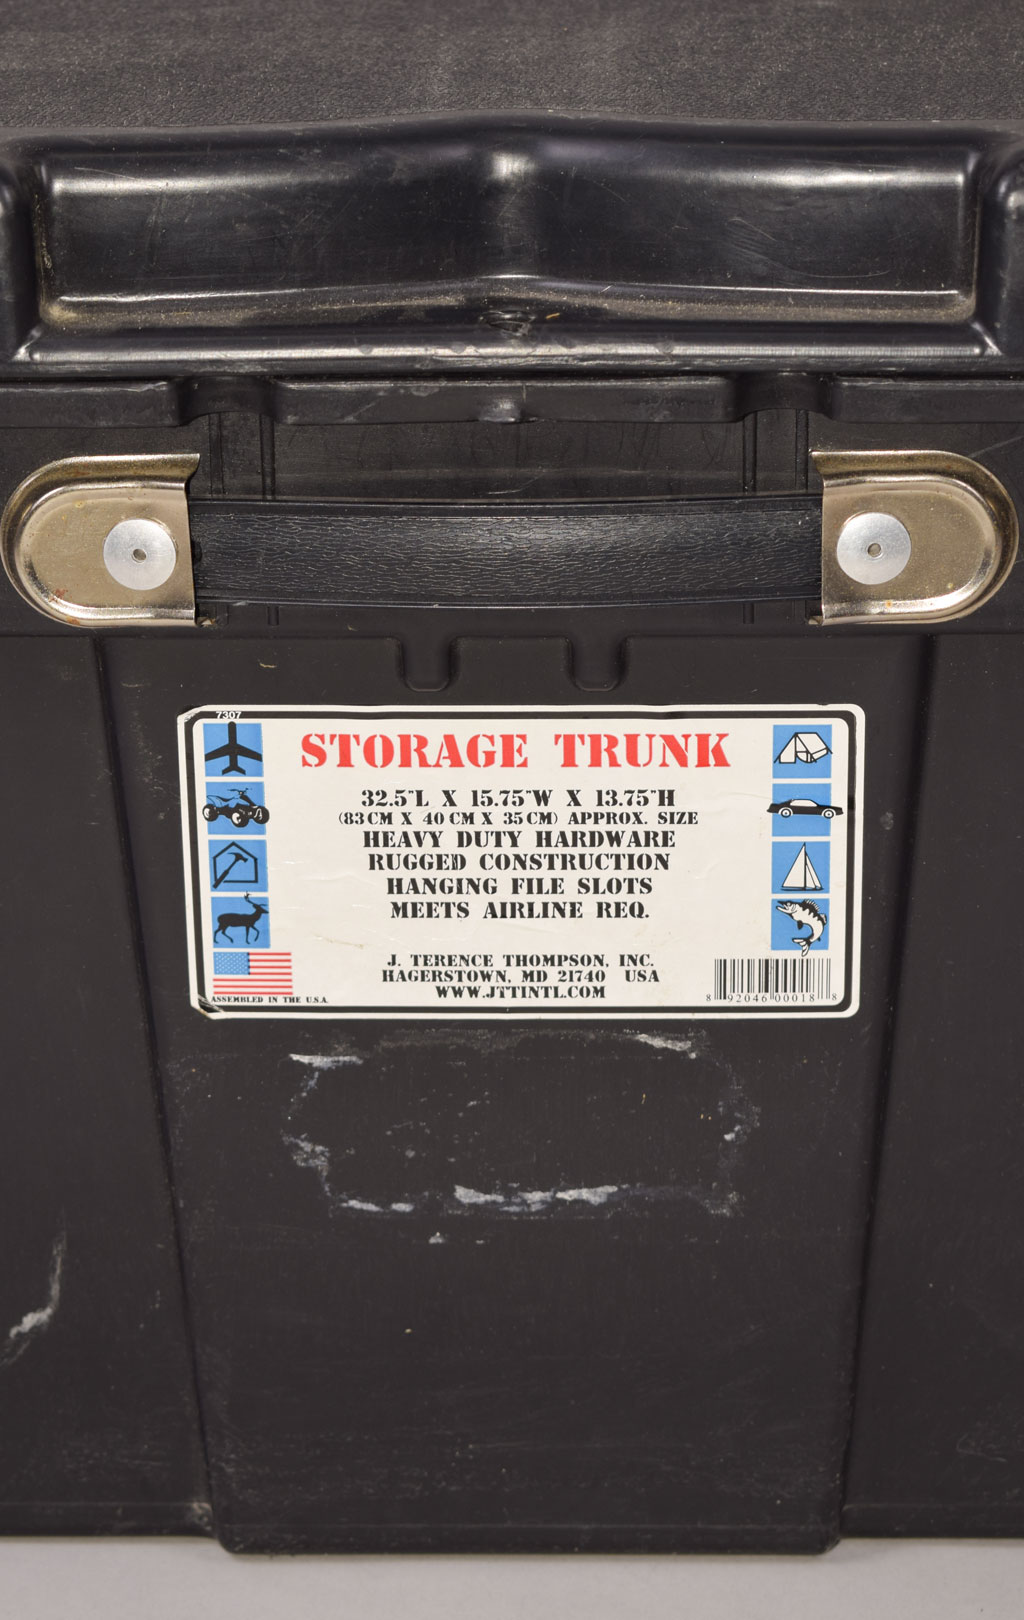 7307
STORAGE TRUNK
32.5"L X 15.75"W X 13.75"H
(83 CM X 40 CM X 35 CM) APPROX. SIZE
HEAVY DUTY HARDWARE
RUGGED CONSTRUCTION
HANGING FILE SLOTS
MEETS AIRLINE REQ.
J. TERENCE THOMPSON, INC.
HAGERSTOWN, MD 21740 USA
WWW.JTTINTL.COM
ASSEMBLED IN THE U.S.A.
8 92046 00018 8